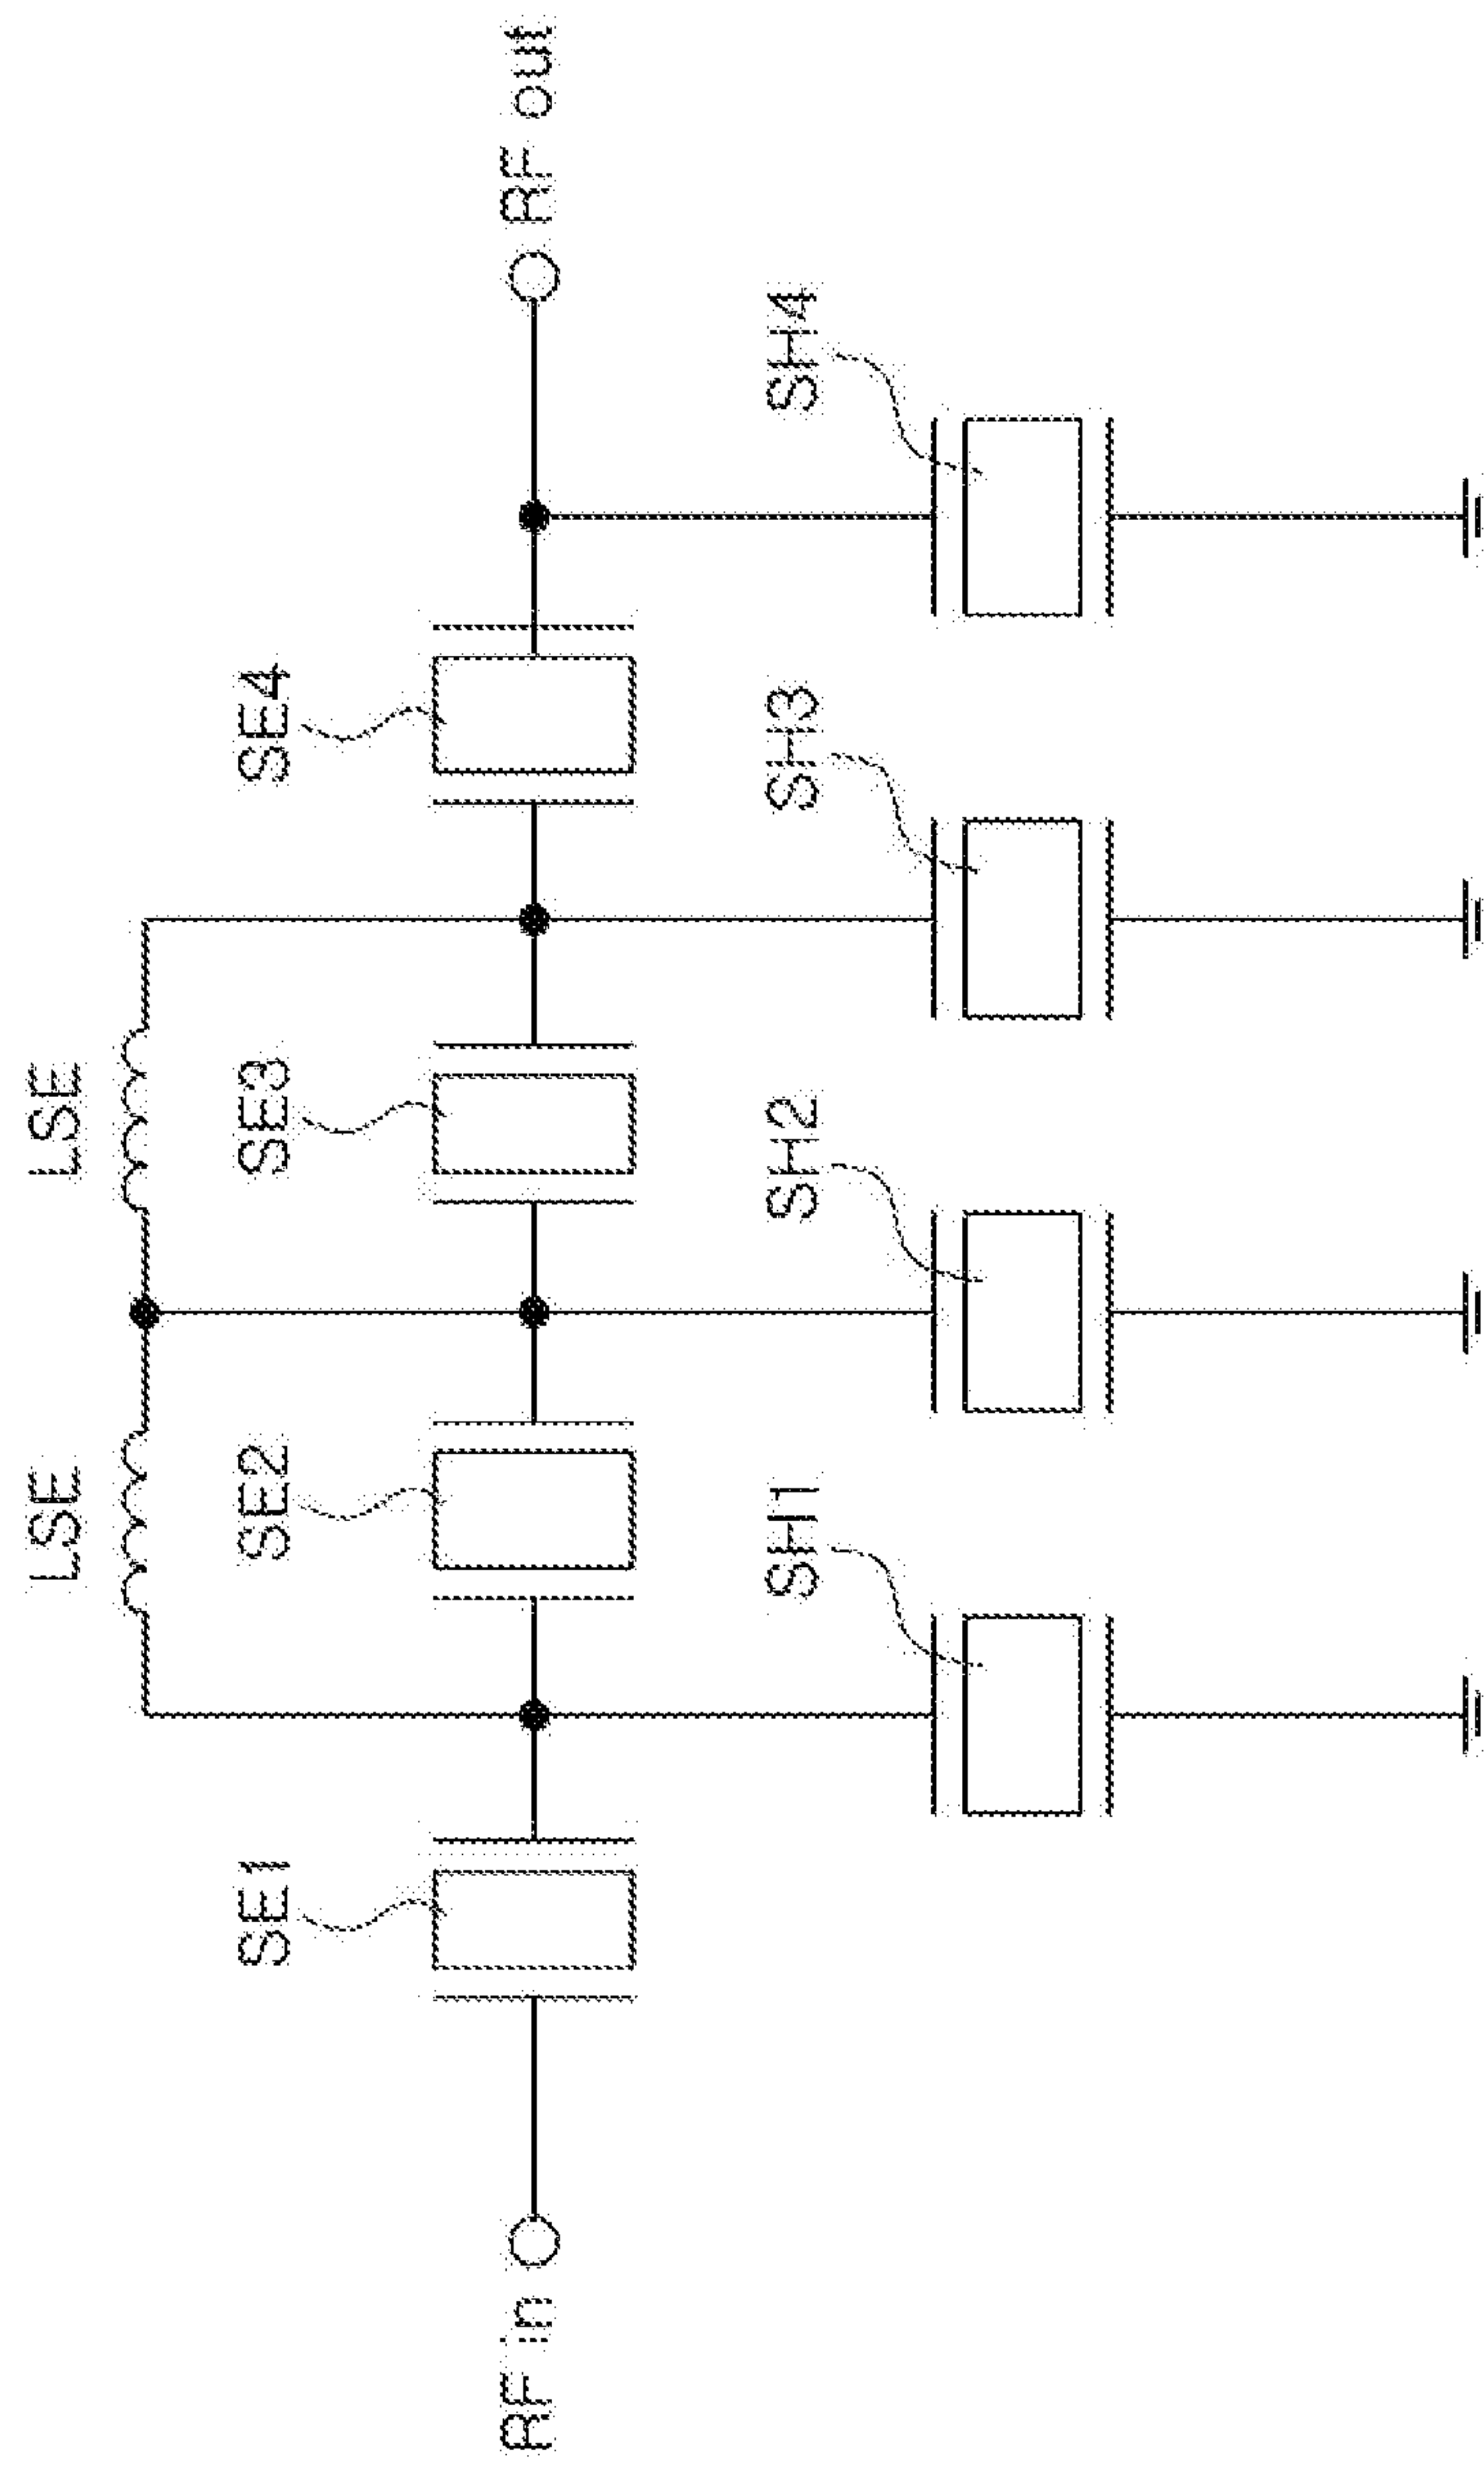 LSE
LSE
SE1
SE2
SE3
SE4
RF in
RF out
SH1
SH2
SH3
SH4